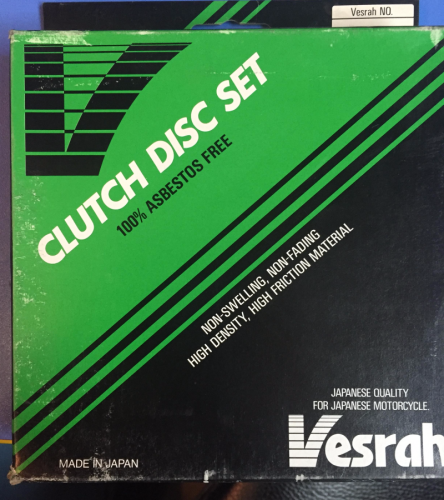 Vesrah NO.
CLUTCH DISC SET
100% ASBESTOS FREE
NON-SWELLING, NON-FADING
HIGH DENSITY, HIGH FRICTION MATERIAL
JAPANESE QUALITY
FOR JAPANESE MOTORCYCLE.
Vesrah
MADE IN JAPAN